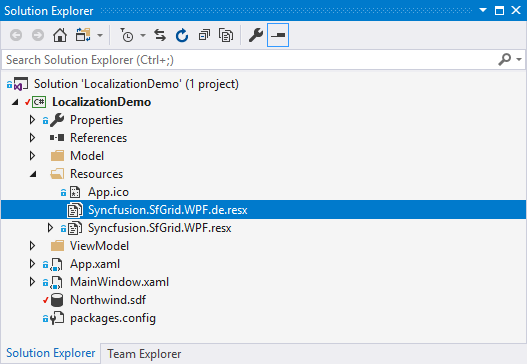 Solution Explorer
Search Solution Explorer (Ctrl+;)
Solution 'LocalizationDemo' (1 project)
C# LocalizationDemo
Properties
References
Model
Resources
App.ico
Syncfusion.SfGrid.WPF.de.resx
Syncfusion.SfGrid.WPF.resx
ViewModel
App.xaml
MainWindow.xaml
Northwind.sdf
packages.config
Solution Explorer Team Explorer